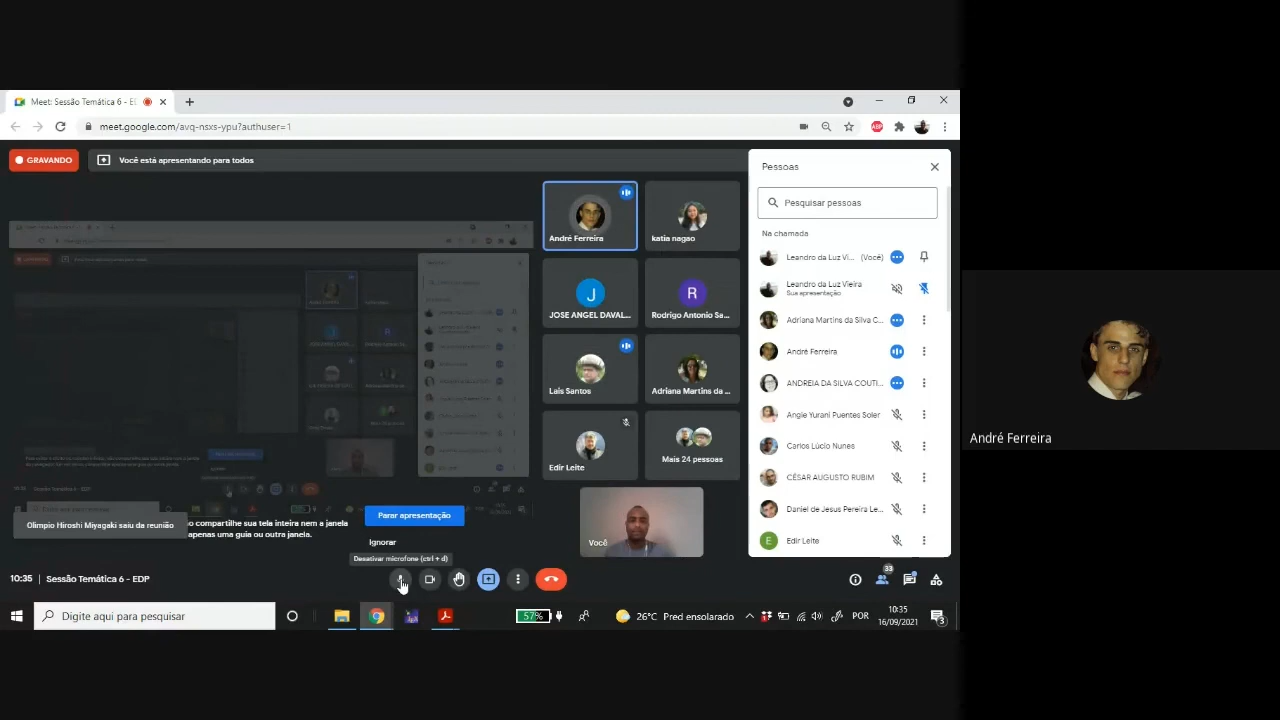 Meet: Sessão Temática 6 - ED
meet.google.com/avq-nsxs-ypu?authuser=1
ABP
GRAVANDO
Você está apresentando para todos
André Ferreira
katia nagao
JOSE ANGEL DAVAL...
Rodrigo Antonio Sa...
Lais Santos
Adriana Martins da ...
Edir Leite
Mais 24 pessoas
Você
Pessoas
Pesquisar pessoas
Na chamada
Leandro da Luz Vi... (Você)
Leandro da Luz Vieira
Sua apresentação
Adriana Martins da Silva C...
André Ferreira
ANDREIA DA SILVA COUTI...
Angie Yurani Puentes Soler
Carlos Lúcio Nunes
CÉSAR AUGUSTO RUBIM
Daniel de Jesus Pereira Le...
Edir Leite
Olimpio Hiroshi Miyagaki saiu da reunião
o compartilhe sua tela inteira nem a janela
apenas uma guia ou outra janela.
Parar apresentação
Ignorar
Desativar microfone (ctrl + d)
10:35 | Sessão Temática 6 - EDP
33
Digite aqui para pesquisar
57%
26°C Pred ensolarado
POR
10:35
16/09/2021
3
André Ferreira